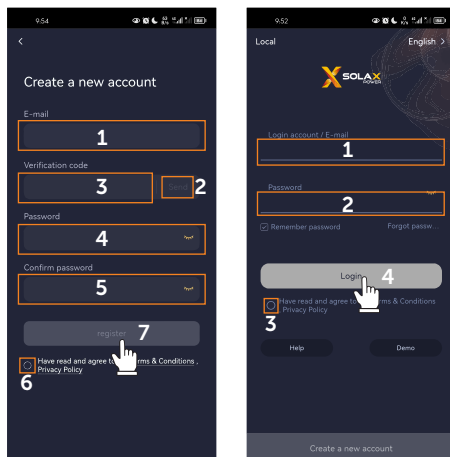 9.54
Create a new account
E-mail
1
Verification code
3
Send
2
Password
4
Confirm password
5
register 7
Have read and agree to
rms & Conditions ,
Privacy Policy
6
9.52
Local
English >
SOLAX
POWER
Login account / E-mail
1
Password
2
Remember password
Forgot passw...
Login
4
Have read and agree to
rms & Conditions
, Privacy Policy
3
Help
Demo
Create a new account